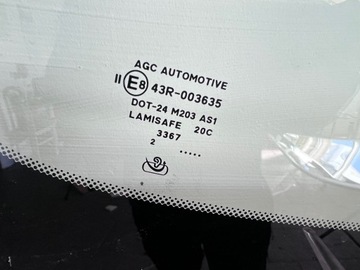 AGC AUTOMOTIVE
II E8 43R-003635
DOT-24 M203 AS1
LAMISAFE 20C
3367
2 .....